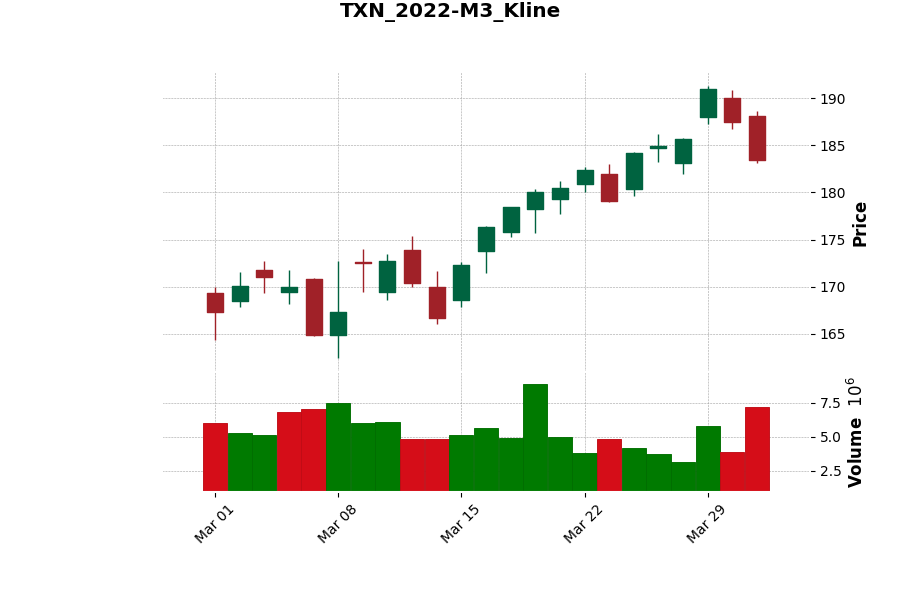 TXN_2022-M3_Kline
190
185
180
175
170
165
Price
7.5
5.0
2.5
Volume 10^6
Mar 01
Mar 08
Mar 15
Mar 22
Mar 29